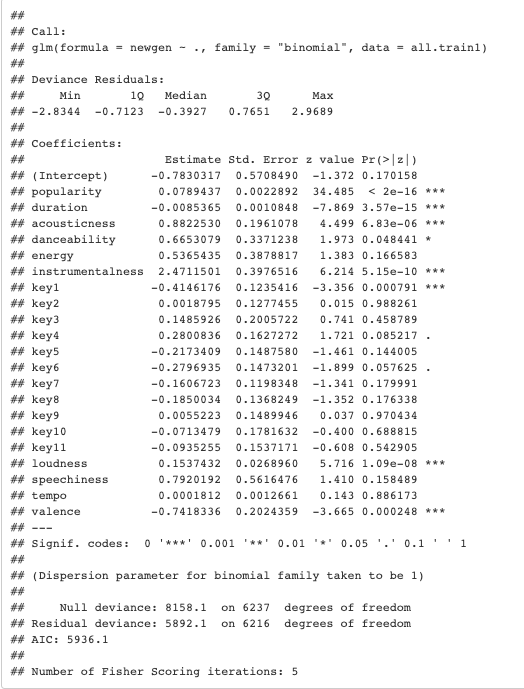 ##
## Call:
## glm(formula = newgen ~ ., family = "binomial", data = all.train1)
##
## Deviance Residuals:
##     Min       1Q   Median       3Q      Max
## -2.8344  -0.7123  -0.3927   0.7651   2.9689
##
## Coefficients:
##                    Estimate Std. Error z value Pr(>|z|)
## (Intercept)      -0.7830317  0.5708490  -1.372 0.170158
## popularity        0.0789437  0.0022892  34.485  < 2e-16 ***
## duration         -0.0085365  0.0010848  -7.869 3.57e-15 ***
## acousticness      0.8822530  0.1961078   4.499 6.83e-06 ***
## danceability      0.6653079  0.3371238   1.973 0.048441 *
## energy            0.5365435  0.3878817   1.383 0.166583
## instrumentalness  2.4711501  0.3976516   6.214 5.15e-10 ***
## key1             -0.4146176  0.1235416  -3.356 0.000791 ***
## key2              0.0018795  0.1277455   0.015 0.988261
## key3              0.1485926  0.2005722   0.741 0.458789
## key4              0.2800836  0.1627272   1.721 0.085217 .
## key5             -0.2173409  0.1487580  -1.461 0.144005
## key6             -0.2796935  0.1473201  -1.899 0.057625 .
## key7             -0.1606723  0.1198348  -1.341 0.179991
## key8             -0.1850034  0.1368249  -1.352 0.176338
## key9              0.0055223  0.1489946   0.037 0.970434
## key10            -0.0713479  0.1781632  -0.400 0.688815
## key11            -0.0935255  0.1537171  -0.608 0.542905
## loudness          0.1537432  0.0268960   5.716 1.09e-08 ***
## speechiness       0.7920192  0.5616476   1.410 0.158489
## tempo             0.0001812  0.0012661   0.143 0.886173
## valence          -0.7418336  0.2024359  -3.665 0.000248 ***
## ---
## Signif. codes:  0 '***' 0.001 '**' 0.01 '*' 0.05 '.' 0.1 ' ' 1
##
## (Dispersion parameter for binomial family taken to be 1)
##
##     Null deviance: 8158.1  on 6237  degrees of freedom
## Residual deviance: 5892.1  on 6216  degrees of freedom
## AIC: 5936.1
##
## Number of Fisher Scoring iterations: 5